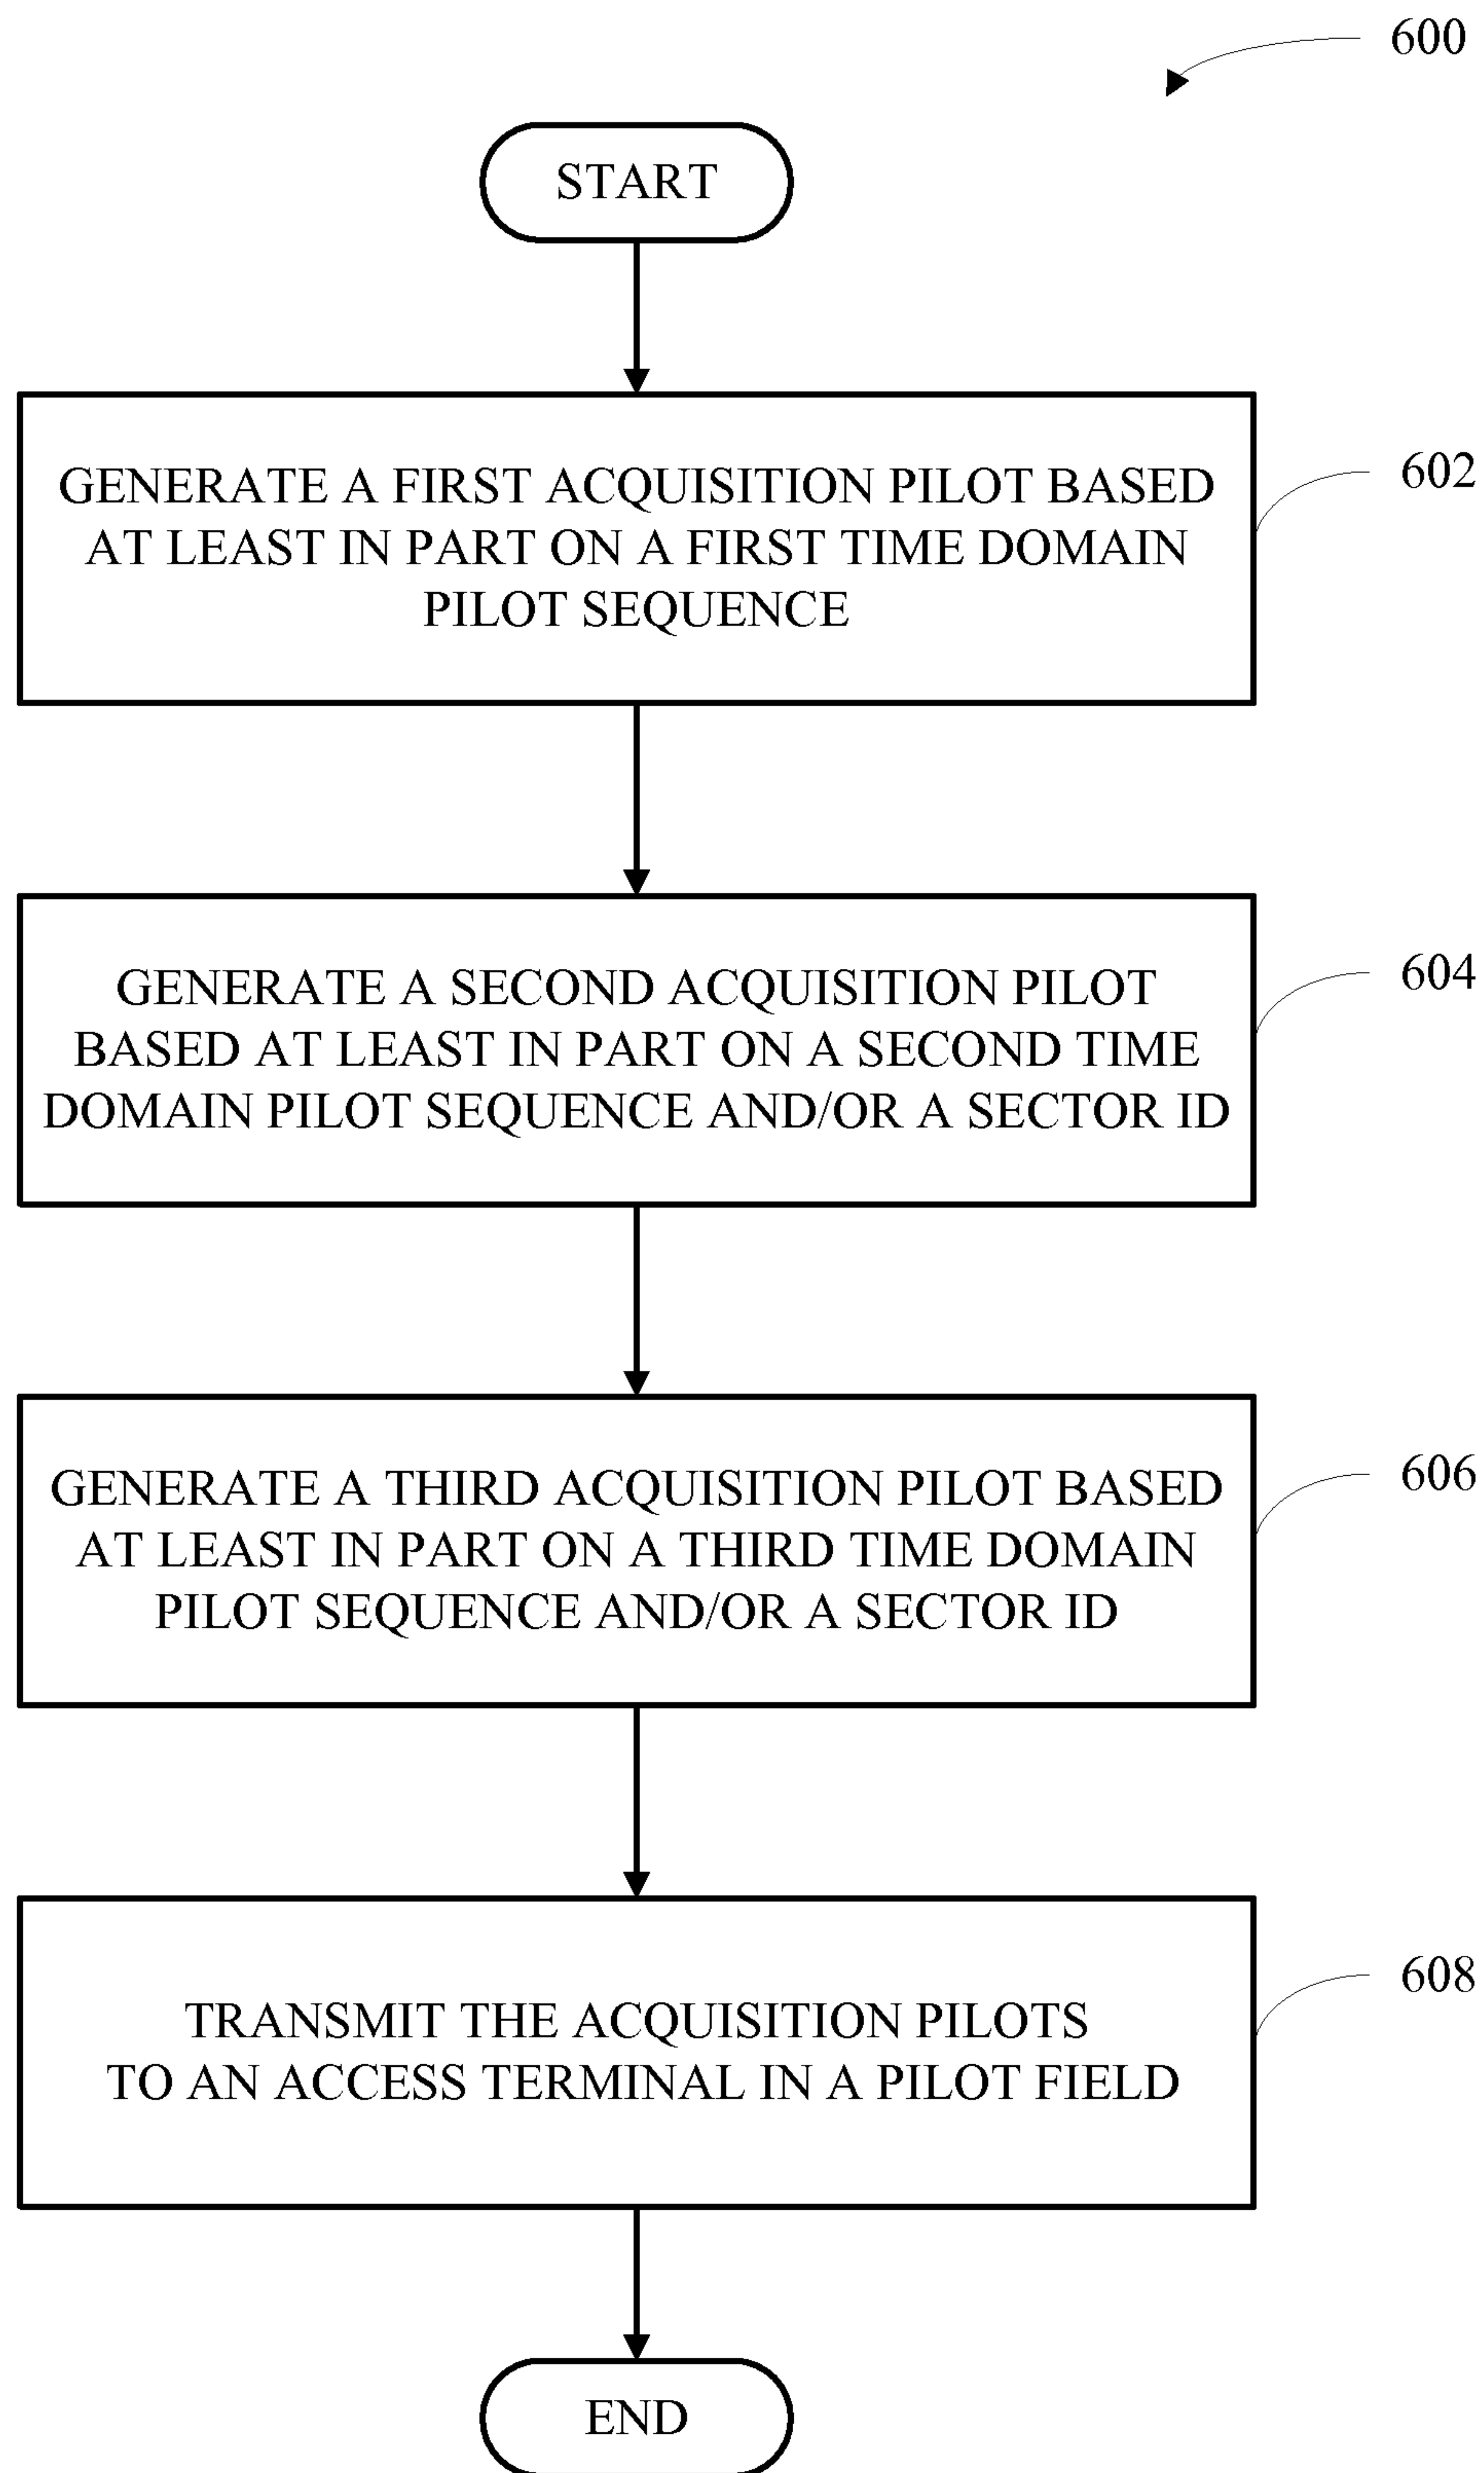 600
START
GENERATE A FIRST ACQUISITION PILOT BASED
AT LEAST IN PART ON A FIRST TIME DOMAIN
PILOT SEQUENCE
602
GENERATE A SECOND ACQUISITION PILOT
BASED AT LEAST IN PART ON A SECOND TIME
DOMAIN PILOT SEQUENCE AND/OR A SECTOR ID
604
GENERATE A THIRD ACQUISITION PILOT BASED
AT LEAST IN PART ON A THIRD TIME DOMAIN
PILOT SEQUENCE AND/OR A SECTOR ID
606
TRANSMIT THE ACQUISITION PILOTS
TO AN ACCESS TERMINAL IN A PILOT FIELD
608
END